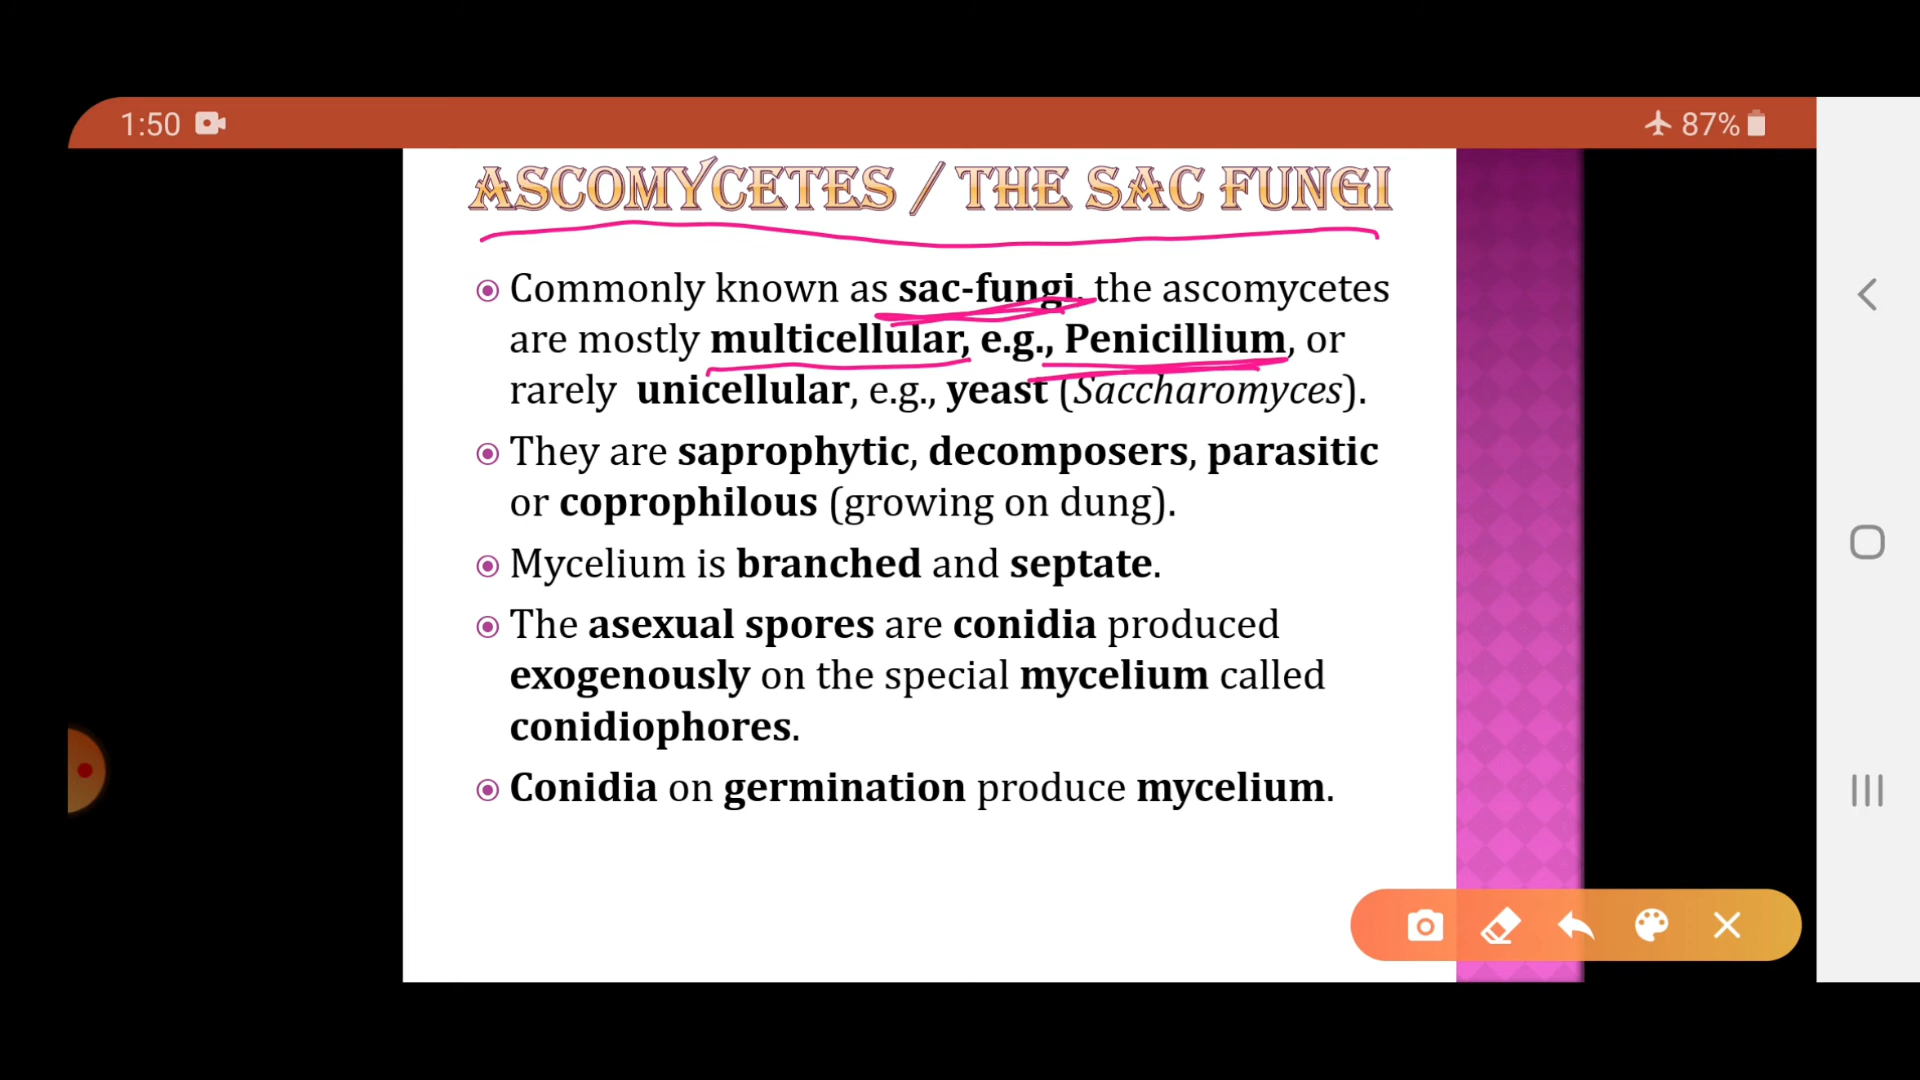 1:50
87%
ASCOMYCETES / THE SAC FUNGI
Commonly known as sac-fungi, the ascomycetes
are mostly multicellular, e.g., Penicillium, or
rarely unicellular, e.g., yeast (Saccharomyces).
They are saprophytic, decomposers, parasitic
or coprophilous (growing on dung).
Mycelium is branched and septate.
The asexual spores are conidia produced
exogenously on the special mycelium called
conidiophores.
Conidia on germination produce mycelium.